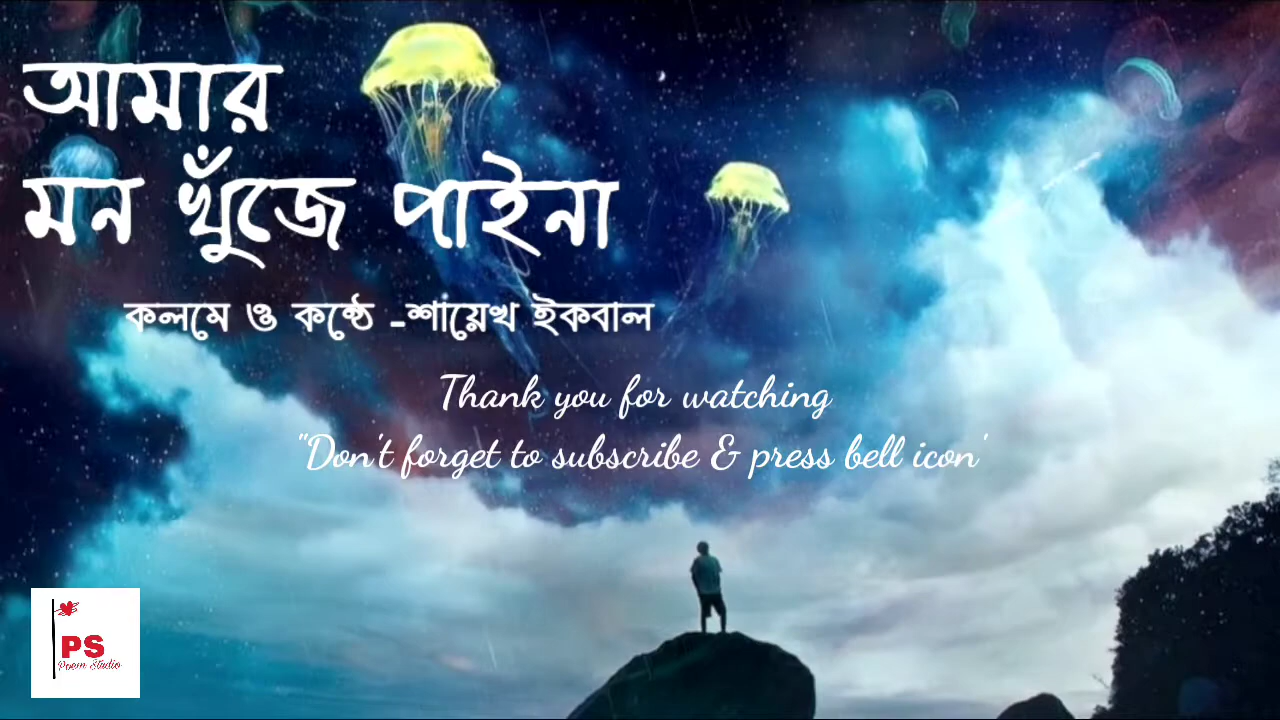 আমার
মন খুঁজে পাইনা
কলমে ও কন্ঠে -শায়েখ ইকবাল
Thank you for watching
"Don't forget to subscribe & press bell icon'
PS
Poem Studio